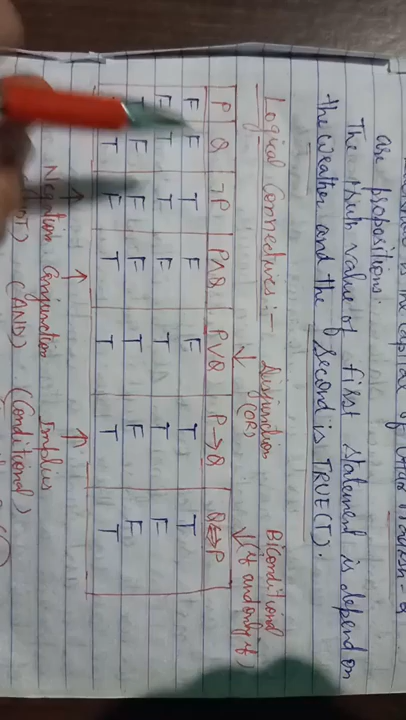 are propositions.
The truth value of first statement is depend on
the weather and the second is TRUE(T).
Logical Connectives:- Disjunction Biconditional
(OR) (if and only if)
P Q ¬P P∧Q P∨Q P→Q Q⇔P
F F T F F T T
F T T F T T F
F F F T F F
T T F T T T T
Negation Conjunction Implies
(AND) (Conditional)